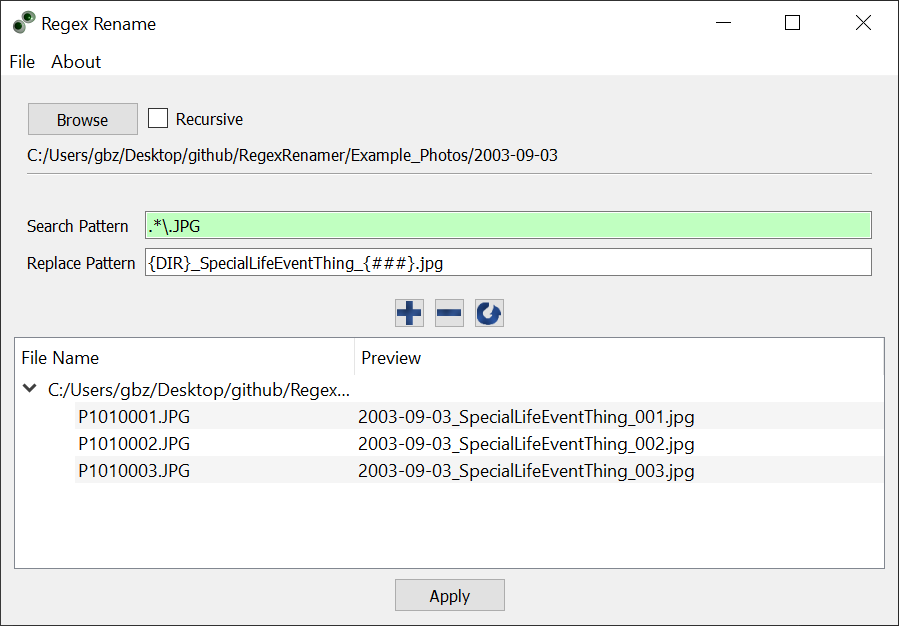 Regex Rename
File About
Browse Recursive
C:/Users/gbz/Desktop/github/RegexRenamer/Example_Photos/2003-09-03
Search Pattern .*\.JPG
Replace Pattern {DIR}_SpecialLifeEventThing_{###}.jpg
File Name Preview
C:/Users/gbz/Desktop/github/Regex...
P1010001.JPG 2003-09-03_SpecialLifeEventThing_001.jpg
P1010002.JPG 2003-09-03_SpecialLifeEventThing_002.jpg
P1010003.JPG 2003-09-03_SpecialLifeEventThing_003.jpg
Apply